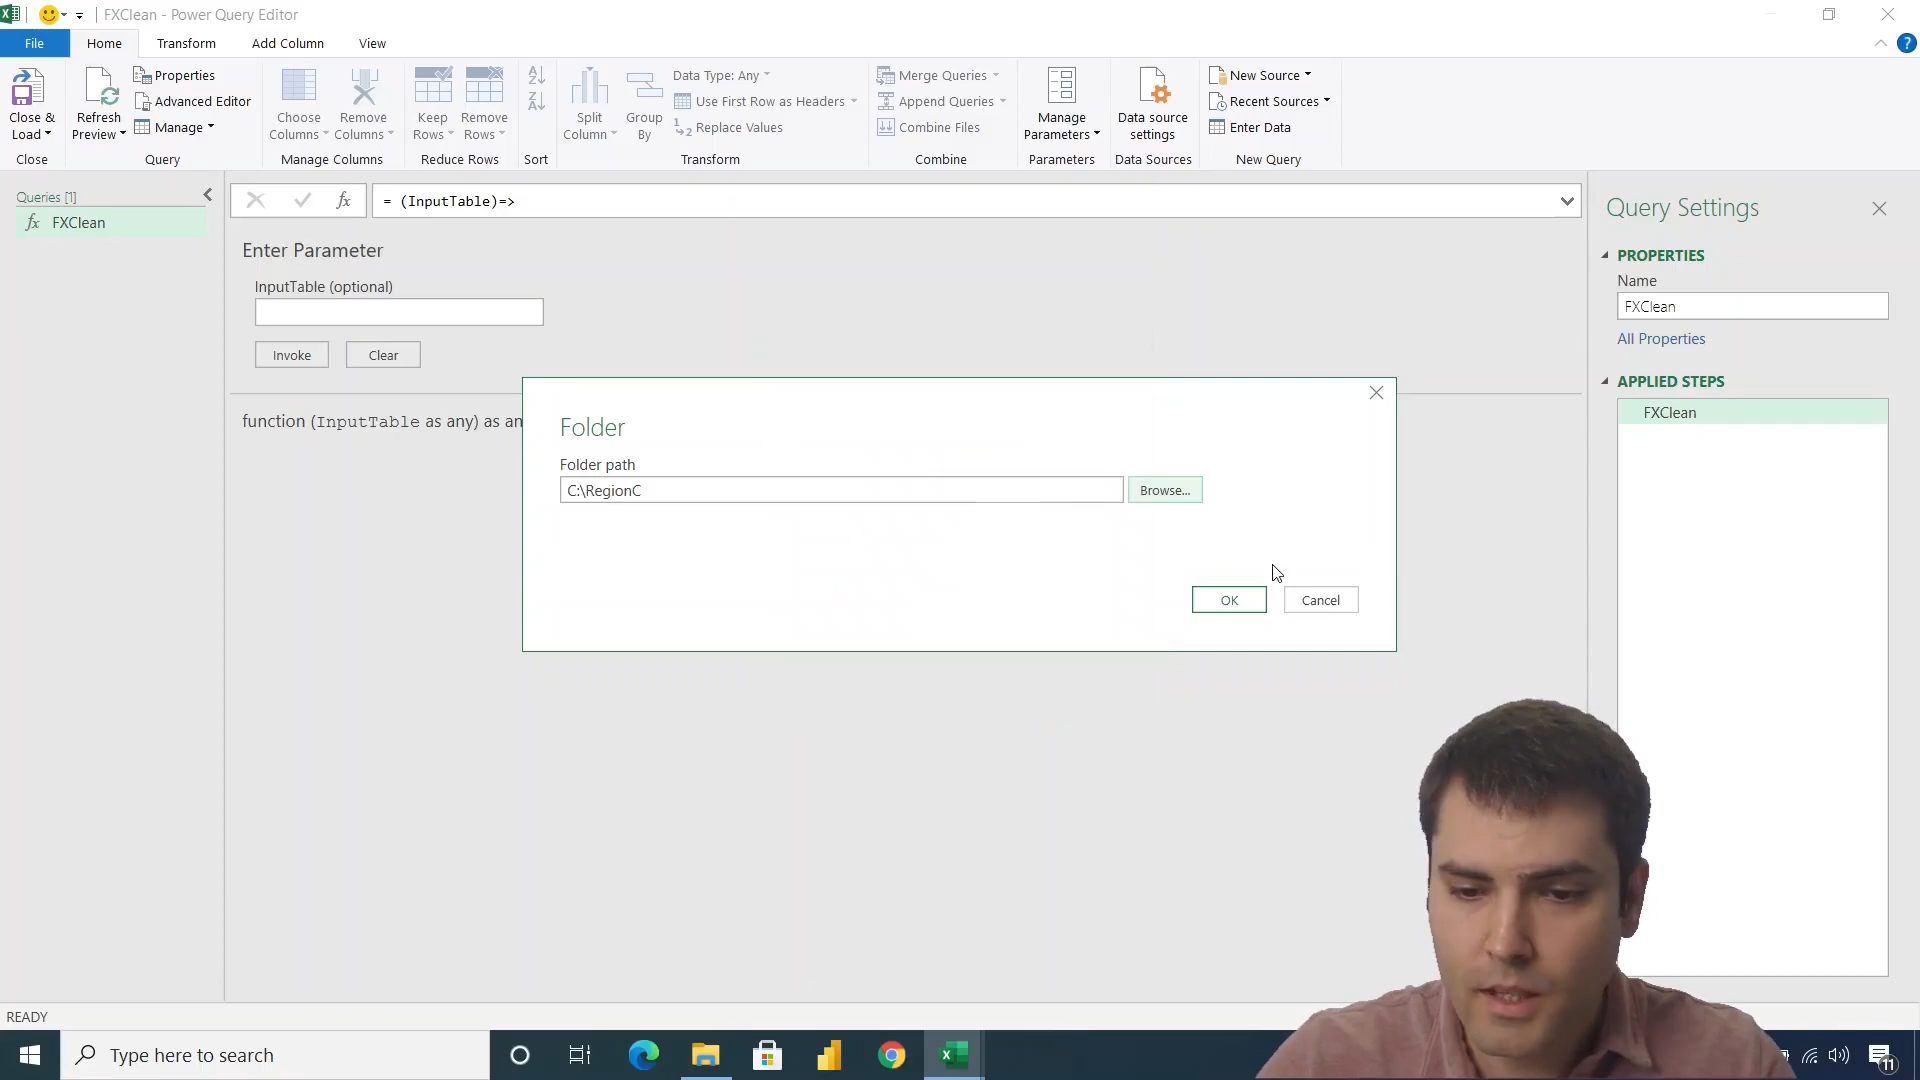 FXClean - Power Query Editor
File Home Transform Add Column View
Close & Load
Close
Refresh Preview
Properties
Advanced Editor
Manage
Query
Choose Columns
Remove Columns
Manage Columns
Keep Rows
Remove Rows
Reduce Rows
Sort
Split Column
Group By
Data Type: Any
Use First Row as Headers
Replace Values
Transform
Merge Queries
Append Queries
Combine Files
Combine
Manage Parameters
Parameters
Data source settings
Data Sources
New Source
Recent Sources
Enter Data
New Query
Queries [1]
fx FXClean
fx = (InputTable)=>
Enter Parameter
InputTable (optional)
Invoke Clear
function (InputTable as any) as an
Folder
Folder path
C:\RegionC Browse...
OK Cancel
Query Settings
PROPERTIES
Name
FXClean
All Properties
APPLIED STEPS
FXClean
READY
Type here to search
11